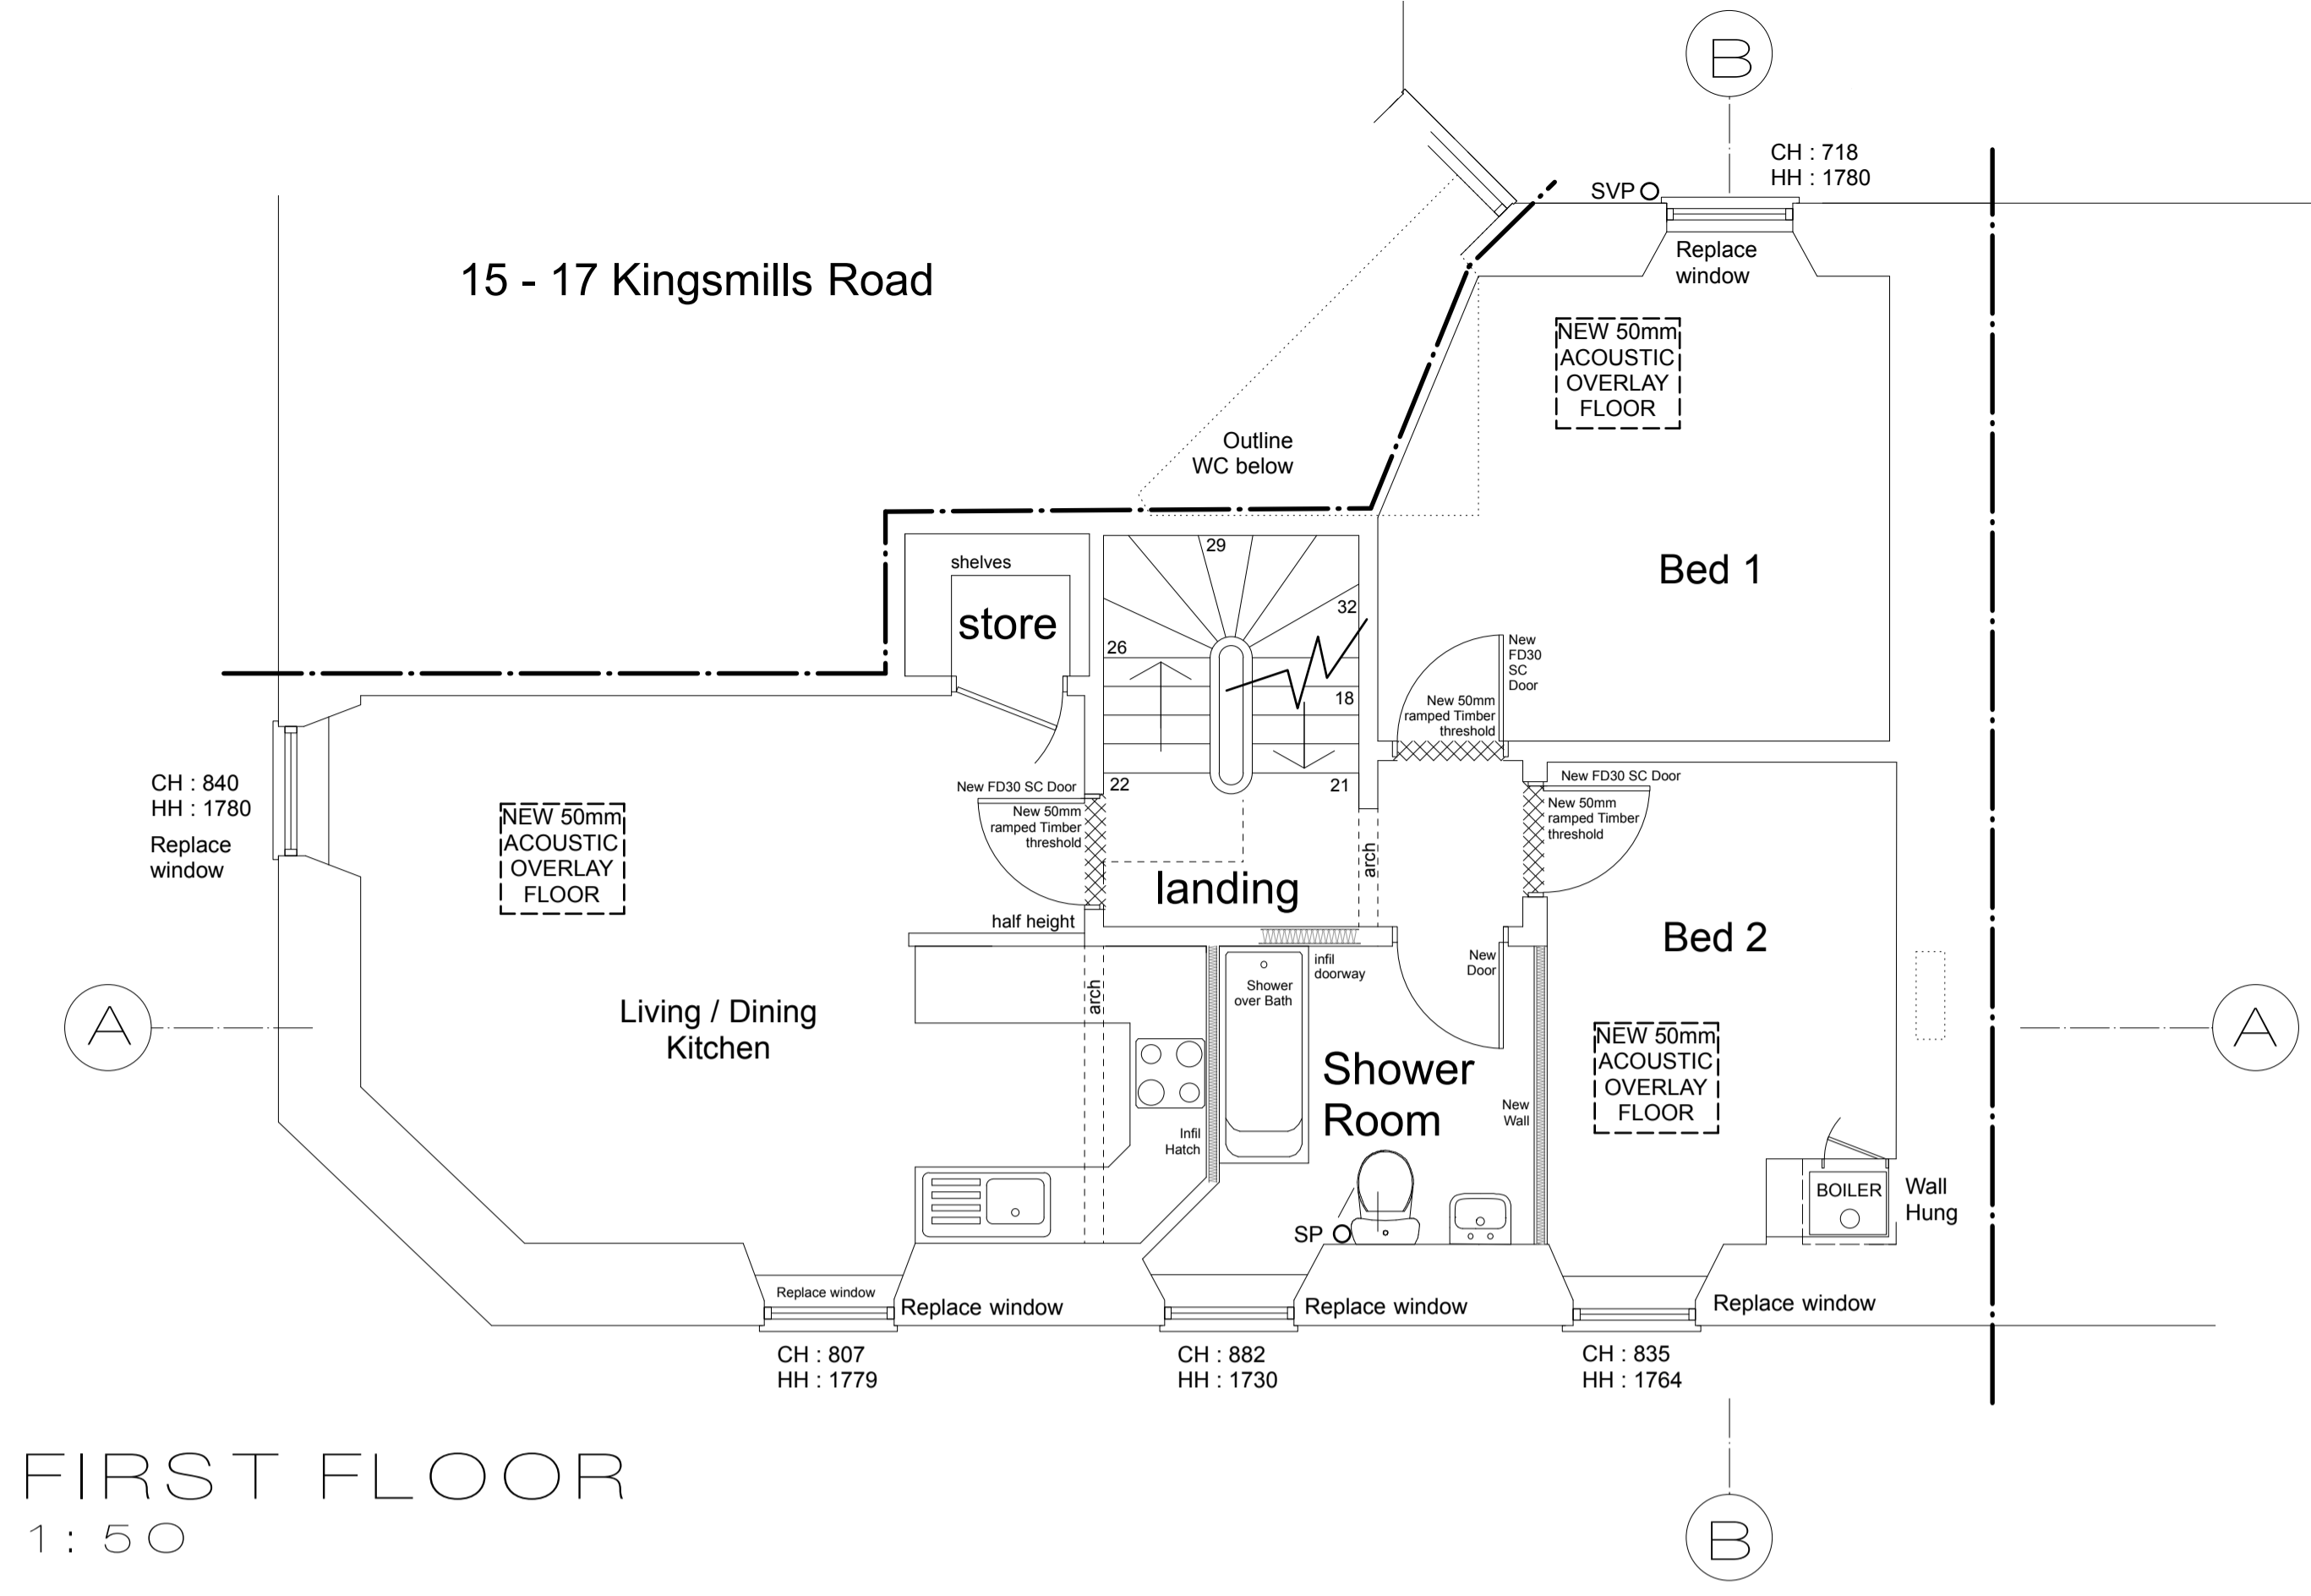 B
CH : 718
HH : 1780
SVP
Replace
window
15 - 17 Kingsmills Road
NEW 50mm
ACOUSTIC
OVERLAY
FLOOR
Outline
WC below
shelves
store
29
32
26
18
22
21
Bed 1
New
FD30
SC
Door
New 50mm
ramped Timber
threshold
CH : 840
HH : 1780
Replace
window
NEW 50mm
ACOUSTIC
OVERLAY
FLOOR
New FD30 SC Door
New 50mm
ramped Timber
threshold
New FD30 SC Door
New 50mm
ramped Timber
threshold
arch
landing
half height
Bed 2
infil
doorway
New
Door
Shower
over Bath
arch
A
Living / Dining
Kitchen
Shower
Room
New
Wall
NEW 50mm
ACOUSTIC
OVERLAY
FLOOR
A
Infil
Hatch
BOILER
Wall
Hung
SP
Replace window
Replace window
Replace window
Replace window
CH : 807
HH : 1779
CH : 882
HH : 1730
CH : 835
HH : 1764
FIRST FLOOR
1: 50
B